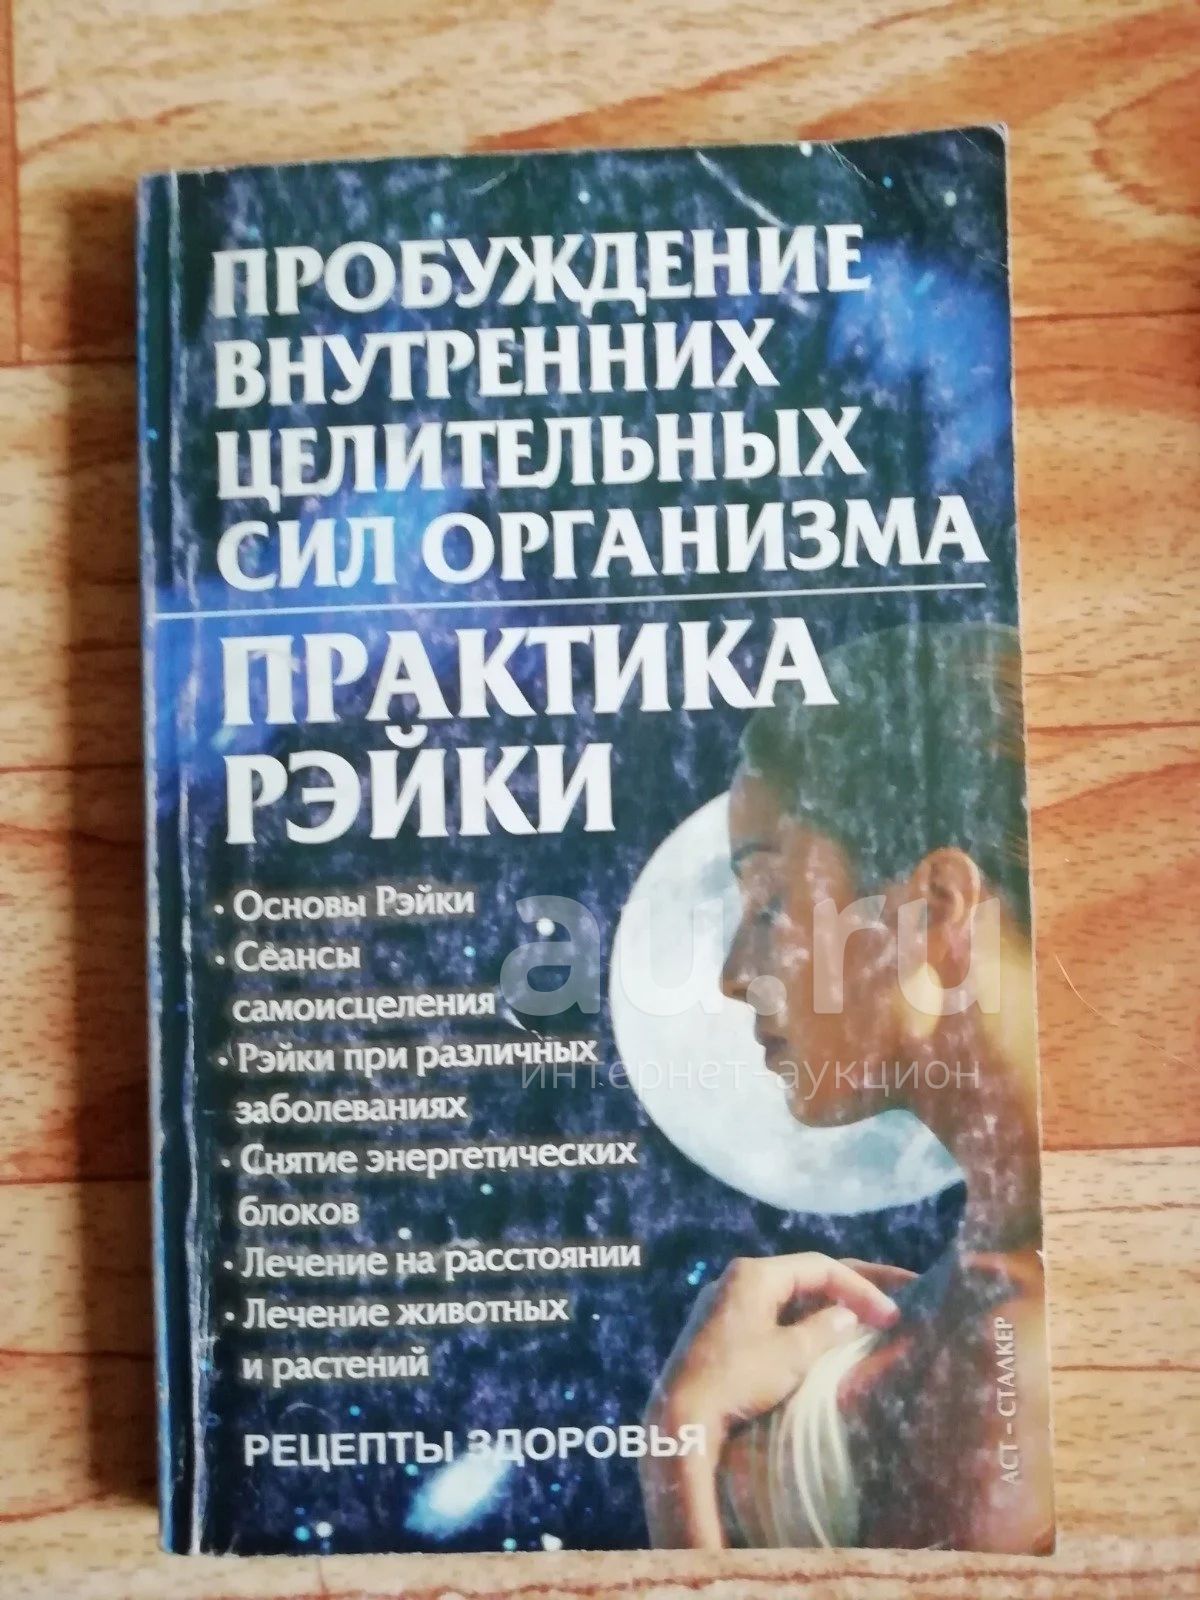 ПРОБУЖДЕНИЕ
ВНУТРЕННИХ
ЦЕЛИТЕЛЬНЫХ
СИЛ ОРГАНИЗМА
ПРАКТИКА
РЭЙКИ
• Основы Рэйки
• Сеансы
самоисцеления
• Рэйки при различных
заболеваниях
• Снятие энергетических
блоков
• Лечение на расстоянии
• Лечение животных
и растений
РЕЦЕПТЫ ЗДОРОВЬЯ
АСТ – СТАЛКЕР
au.ru
интернет-аукцион